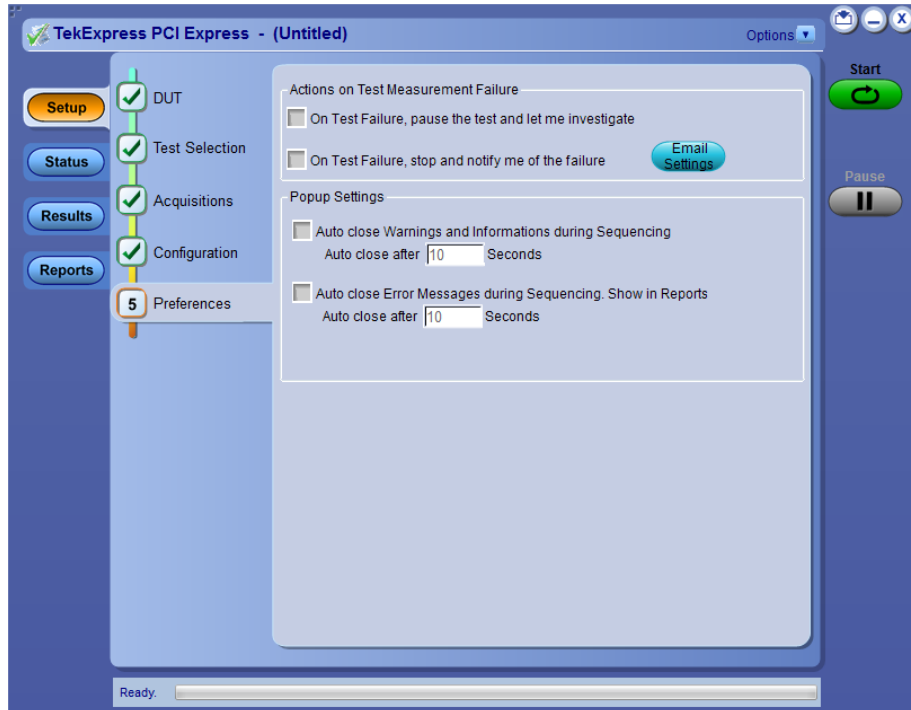 TekExpress PCI Express - (Untitled)
Options
Start
Pause
Setup
Status
Results
Reports
DUT
Test Selection
Acquisitions
Configuration
5 Preferences
Actions on Test Measurement Failure
On Test Failure, pause the test and let me investigate
On Test Failure, stop and notify me of the failure
Email
Settings
Popup Settings
Auto close Warnings and Informations during Sequencing
Auto close after 10 Seconds
Auto close Error Messages during Sequencing. Show in Reports
Auto close after 10 Seconds
Ready.